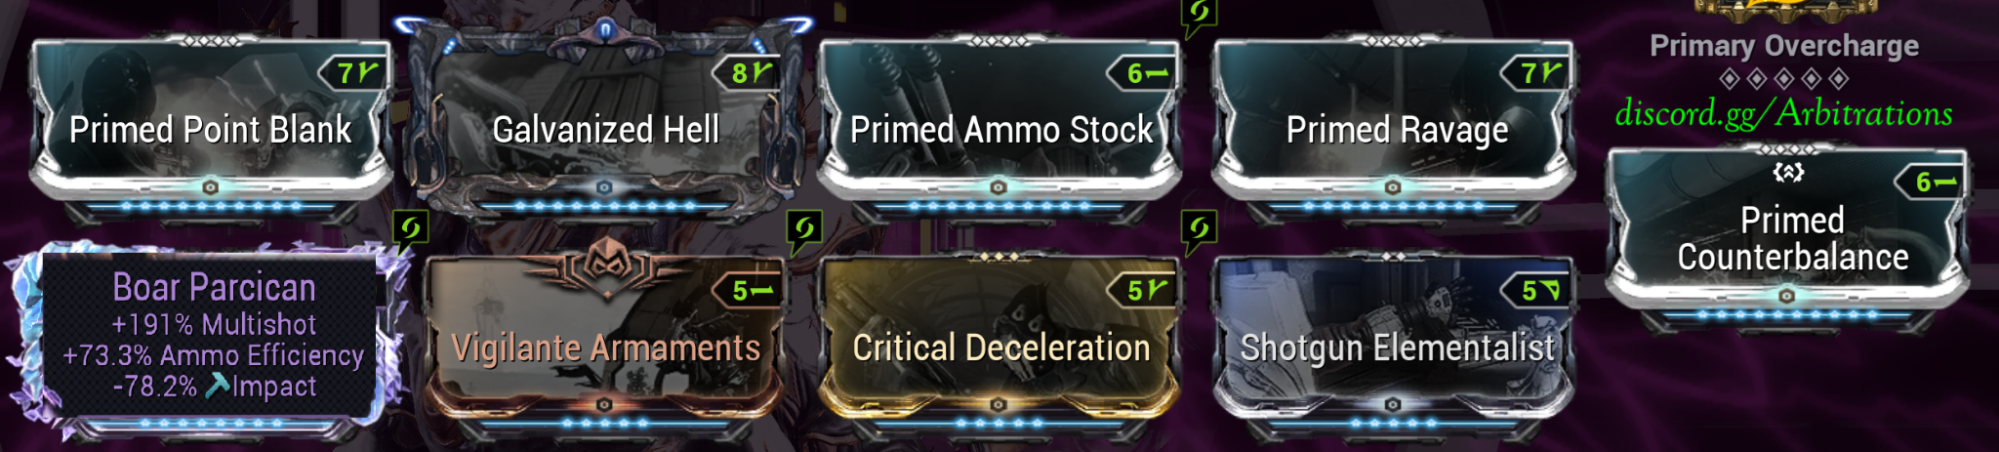 Primary Overcharge
discord.gg/Arbitrations
7
Primed Point Blank
8
Galvanized Hell
6
Primed Ammo Stock
7
Primed Ravage
6
Primed
Counterbalance
Boar Parcican
+191% Multishot
+73.3% Ammo Efficiency
-78.2% Impact
5
Vigilante Armaments
5
Critical Deceleration
5
Shotgun Elementalist